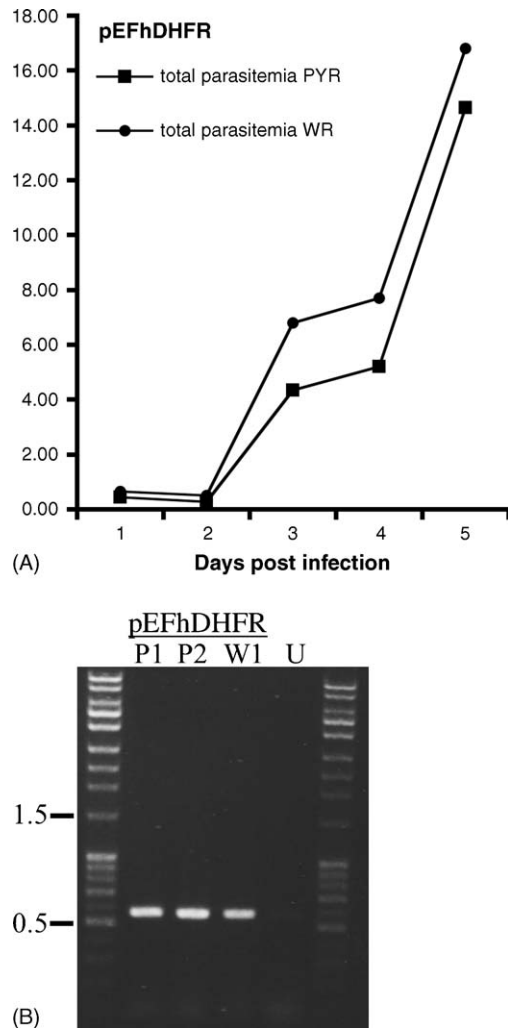 pEFhDHFR
18.00
16.00
14.00
12.00
10.00
8.00
6.00
4.00
2.00
0.00
total parasitemia PYR
total parasitemia WR
1 2 3 4 5
(A) Days post infection
pEFhDHFR
P1 P2 W1 U
1.5
0.5
(B)